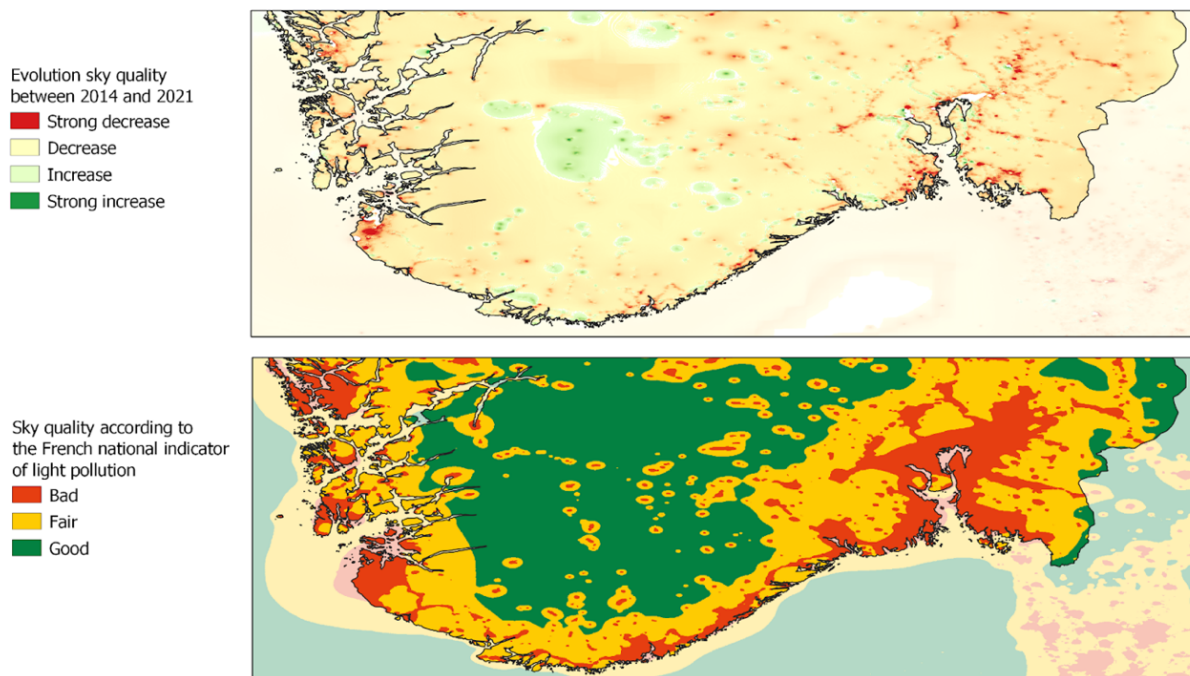 Evolution sky quality
between 2014 and 2021
Strong decrease
Decrease
Increase
Strong increase
Sky quality according to
the French national indicator
of light pollution
Bad
Fair
Good